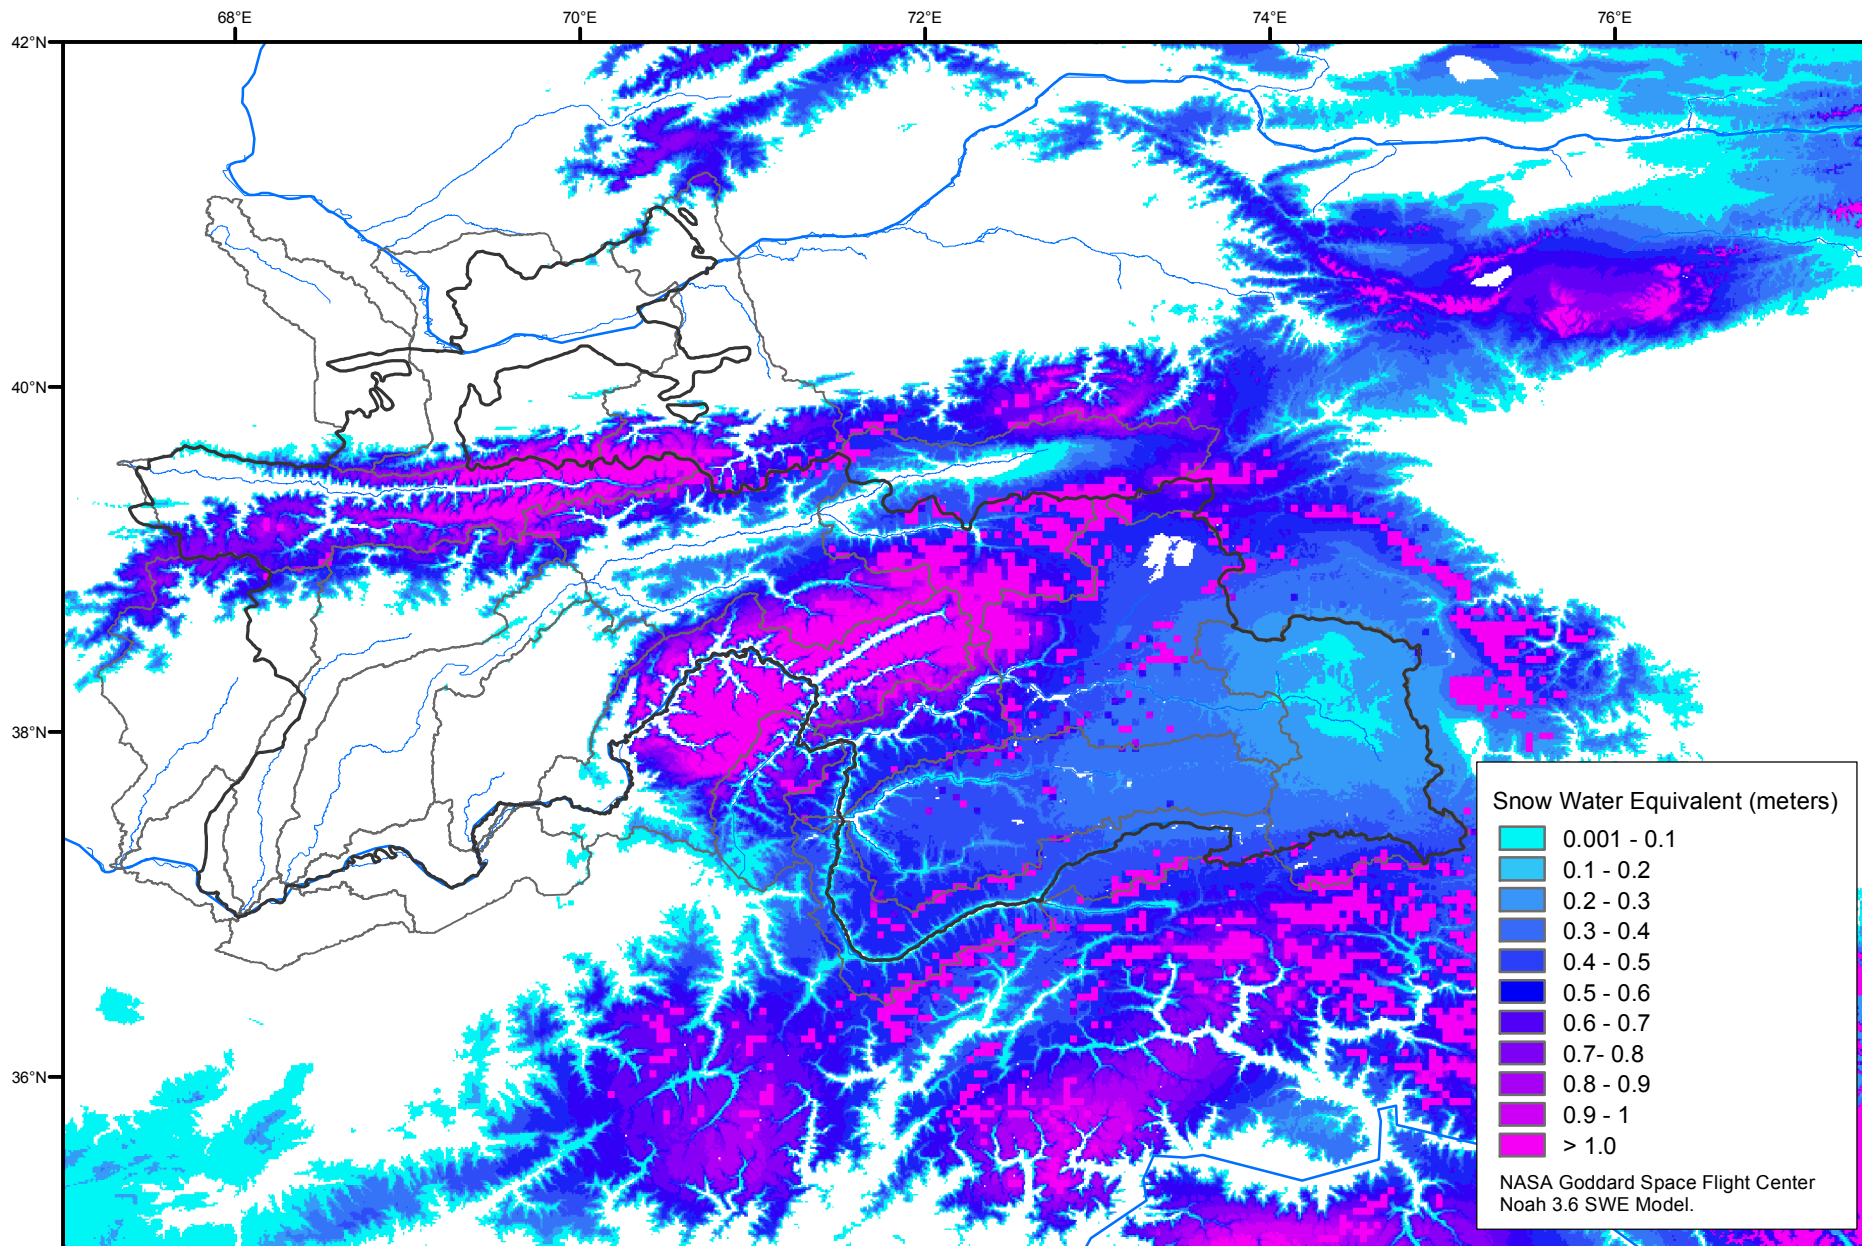 68°E
70°E
72°E
74°E
76°E
42°N
40°N
38°N
36°N
Snow Water Equivalent (meters)
0.001 - 0.1
0.1 - 0.2
0.2 - 0.3
0.3 - 0.4
0.4 - 0.5
0.5 - 0.6
0.6 - 0.7
0.7- 0.8
0.8 - 0.9
0.9 - 1
> 1.0
NASA Goddard Space Flight Center
Noah 3.6 SWE Model.